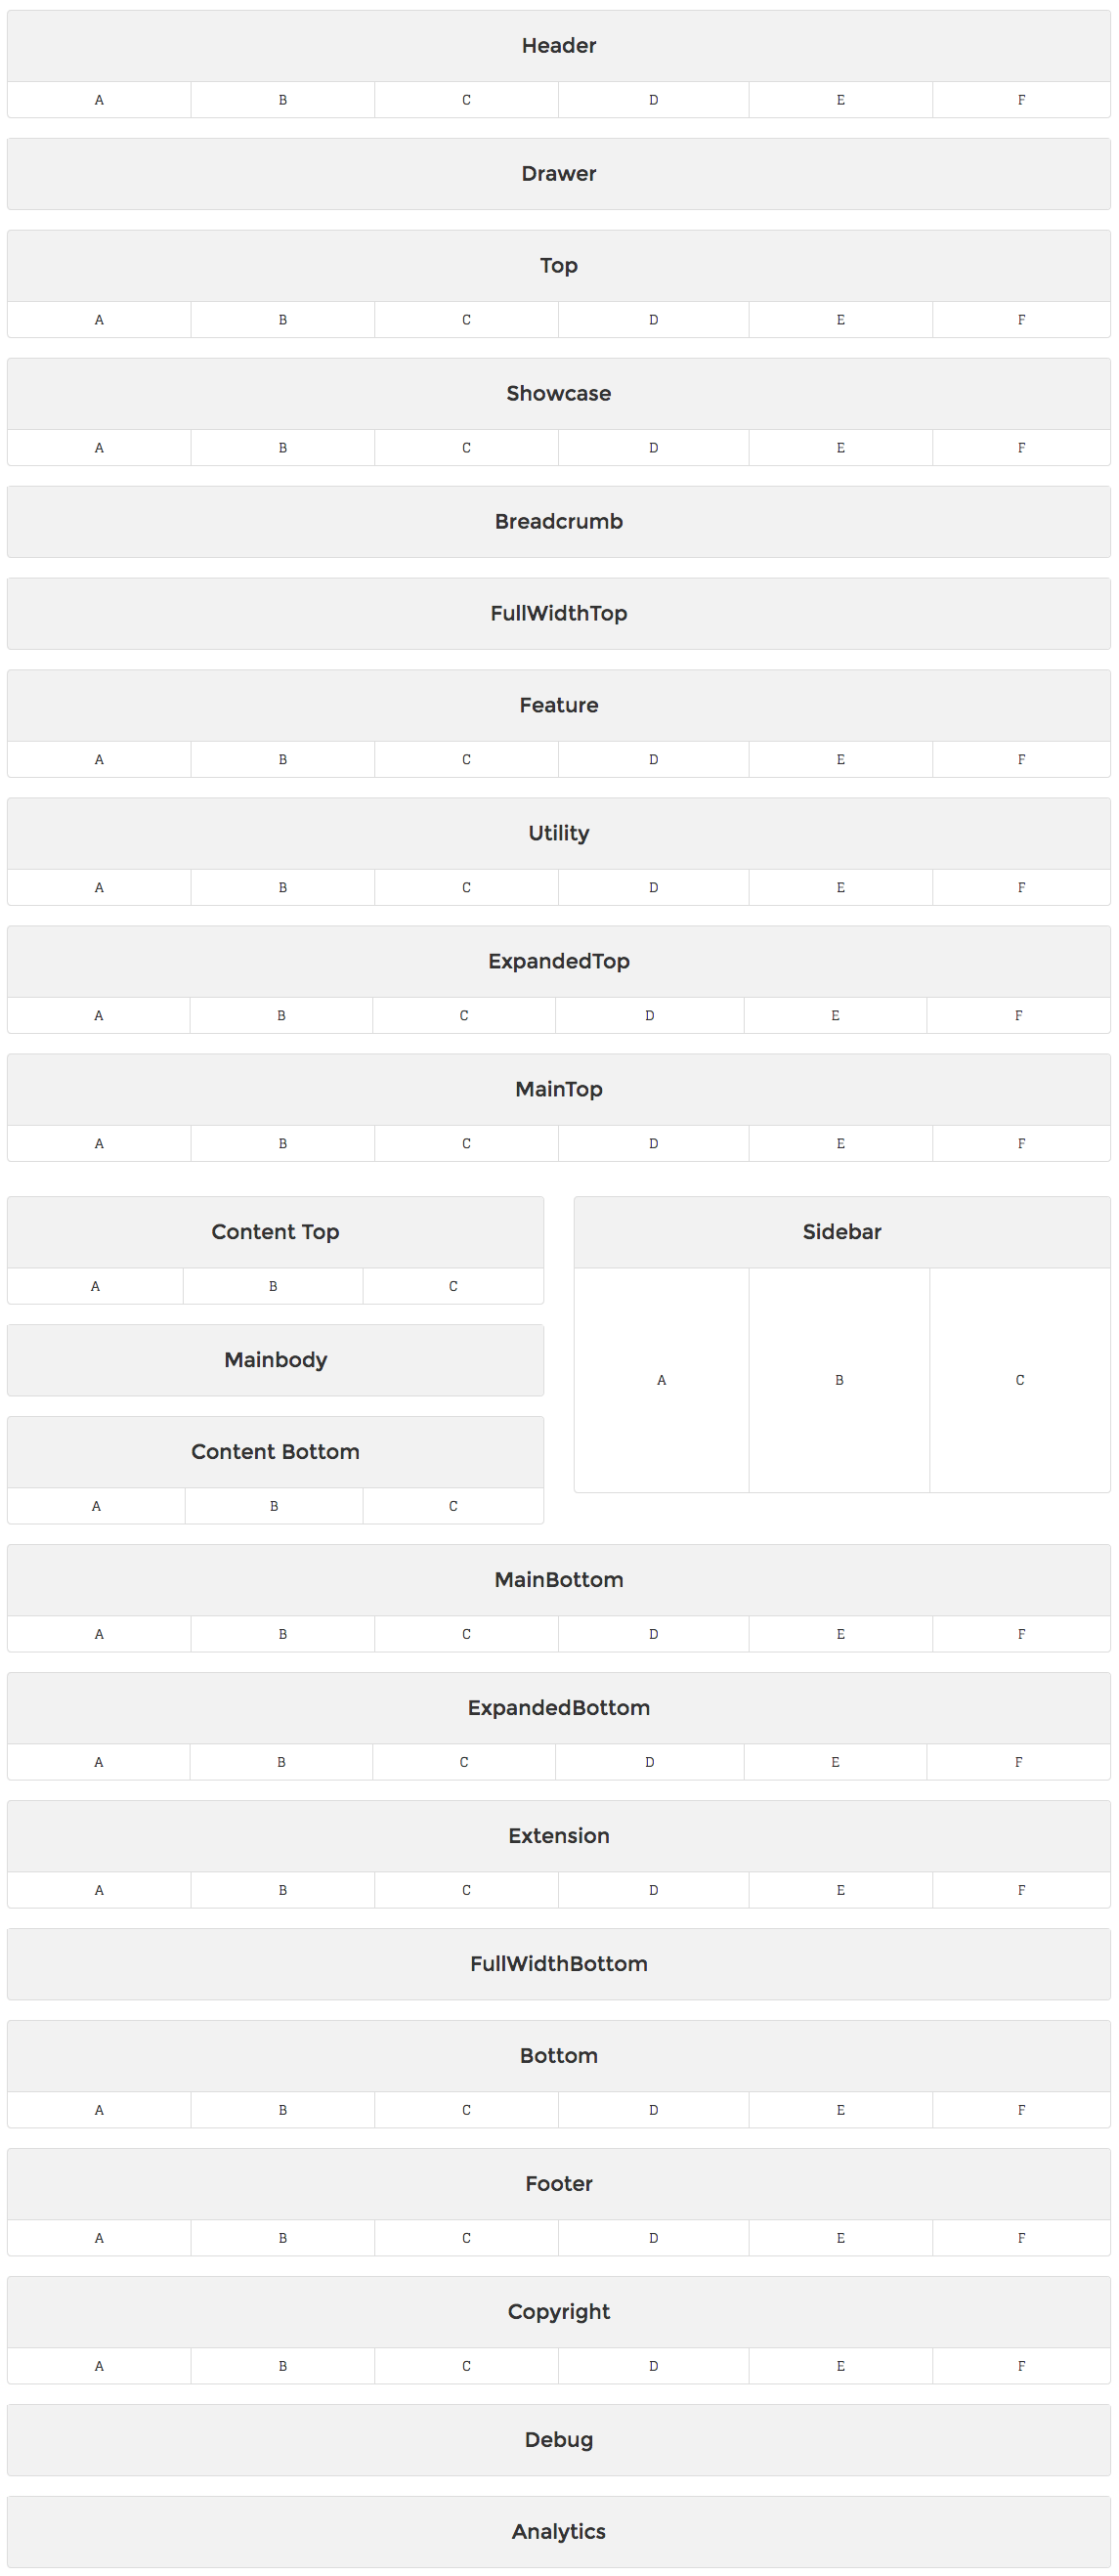 Header
A B C D E F
Drawer
Top
A B C D E F
Showcase
A B C D E F
Breadcrumb
FullWidthTop
Feature
A B C D E F
Utility
A B C D E F
ExpandedTop
A B C D E F
MainTop
A B C D E F
Content Top
A B C
Mainbody
Content Bottom
A B C
Sidebar
A B C
MainBottom
A B C D E F
ExpandedBottom
A B C D E F
Extension
A B C D E F
FullWidthBottom
Bottom
A B C D E F
Footer
A B C D E F
Copyright
A B C D E F
Debug
Analytics